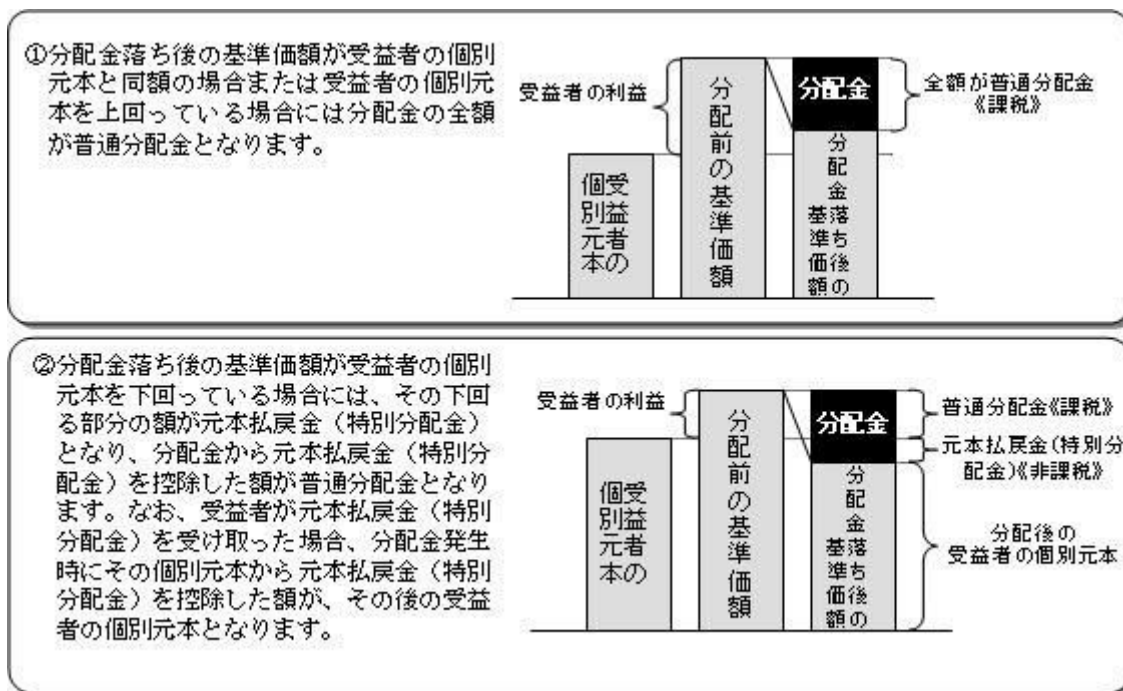 ①分配金落ち後の基準価額が受益者の個別
元本と同額の場合または受益者の個別元
本を上回っている場合には分配金の全額
が普通分配金となります。
受益者の利益
受益者の
個別元本
分配前の基準価額
分配金
分配金落ち後の
基準価額
全額が普通分配金
《課税》
②分配金落ち後の基準価額が受益者の個別
元本を下回っている場合には、その下回
る部分の額が元本払戻金（特別分配金）
となり、分配金から元本払戻金（特別分
配金）を控除した額が普通分配金となり
ます。なお、受益者が元本払戻金（特別
分配金）を受け取った場合、分配金発生
時にその個別元本から元本払戻金（特別
分配金）を控除した額が、その後の受益
者の個別元本となります。
受益者の利益
受益者の
個別元本
分配前の基準価額
分配金
分配金落ち後の
基準価額
普通分配金《課税》
元本払戻金(特別分
配金)《非課税》
分配後の
受益者の個別元本